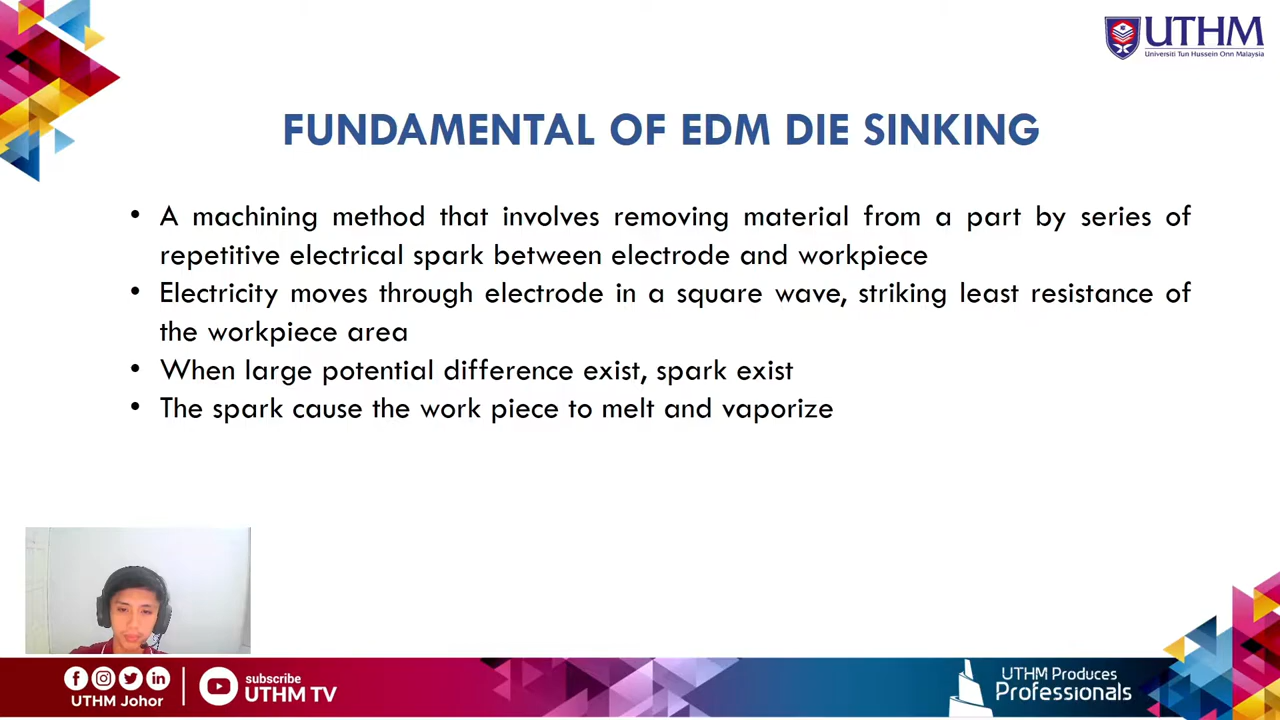 UTHM
Universiti Tun Hussein Onn Malaysia
FUNDAMENTAL OF EDM DIE SINKING
• A machining method that involves removing material from a part by series of
repetitive electrical spark between electrode and workpiece
• Electricity moves through electrode in a square wave, striking least resistance of
the workpiece area
• When large potential difference exist, spark exist
• The spark cause the work piece to melt and vaporize
UTHM Johor
subscribe
UTHM TV
UTHM Produces
Professionals